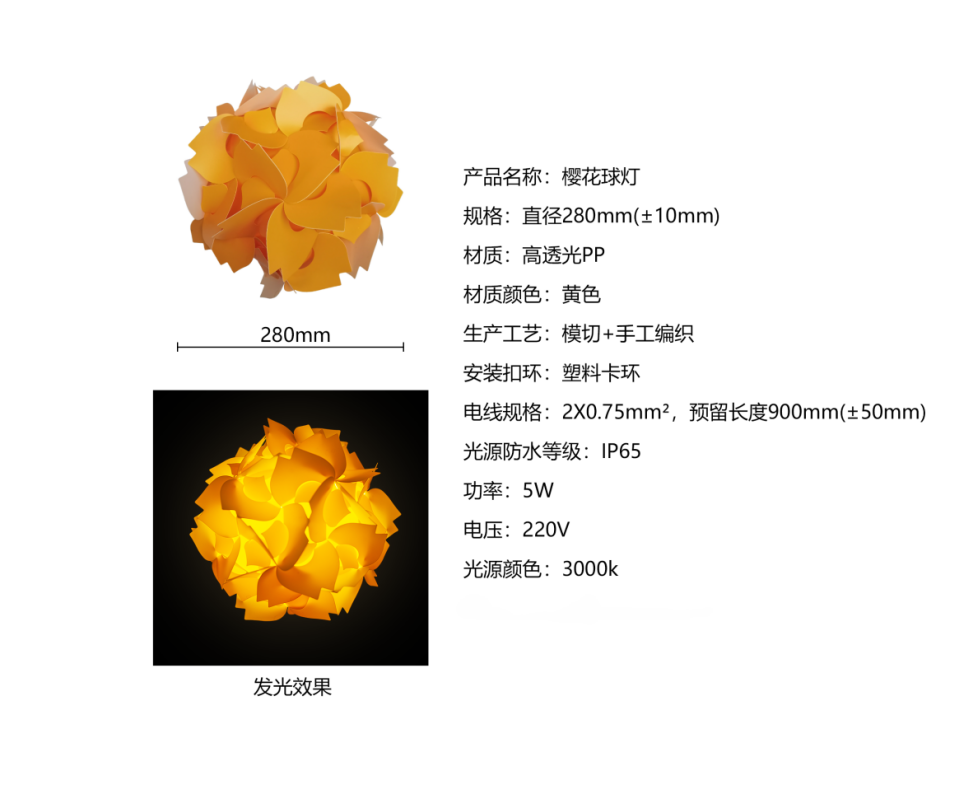 产品名称：樱花球灯
规格：直径280mm(±10mm)
材质：高透光PP
材质颜色：黄色
生产工艺：模切+手工编织
安装扣环：塑料卡环
电线规格：2X0.75mm²，预留长度900mm(±50mm)
光源防水等级：IP65
功率：5W
电压：220V
光源颜色：3000k
280mm
发光效果